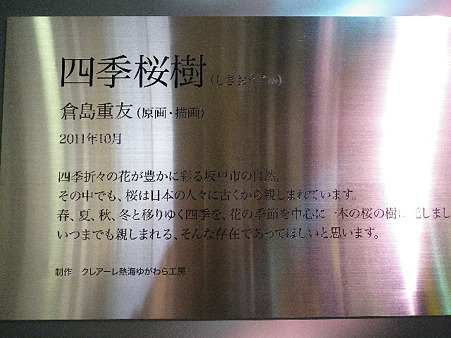 四季桜樹
倉島重友（原画・描画）
2011年10月
四季折々の花が豊かに彩る坂戸市の自然。
その中でも、桜は日本の人々に古くから親しまれています。
春、夏、秋、冬と移りゆく四季を、花の季節を中心に一本の桜の樹に託しまし
いつまでも親しまれる、そんな存在であってほしいと思います。
制作 クレアーレ熱海ゆがわら工房